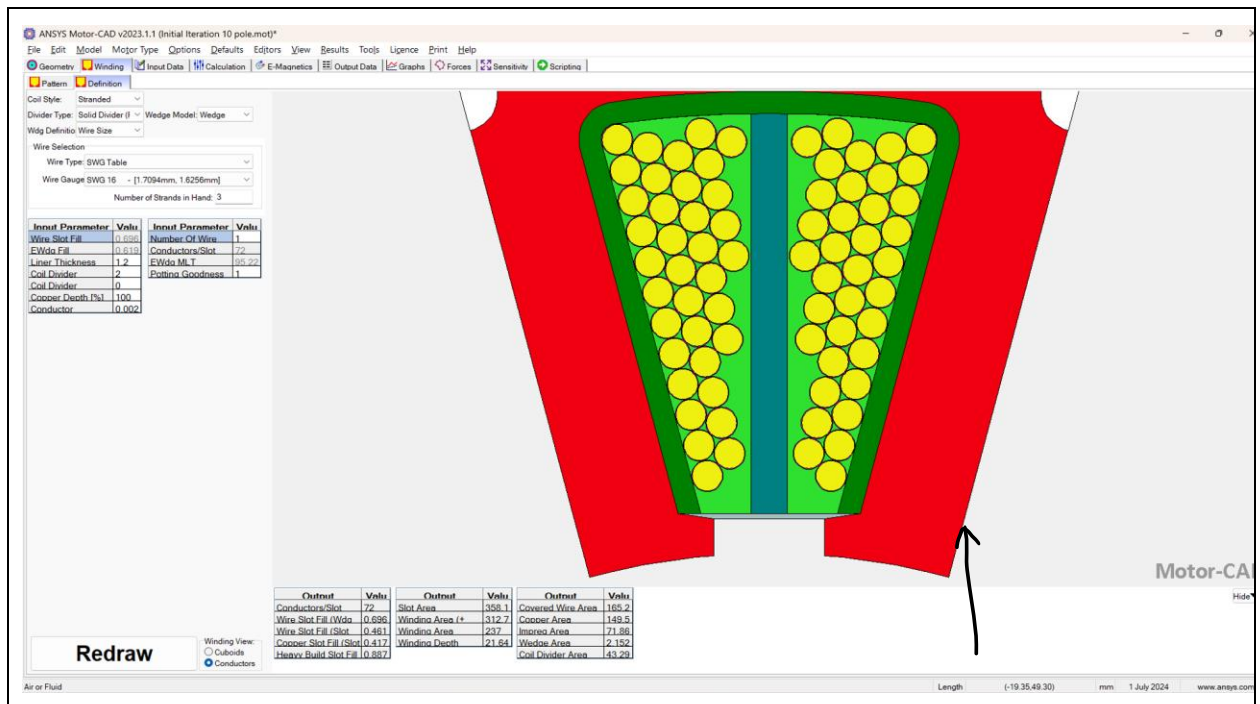 ANSYS Motor-CAD v2023.1.1 (Initial Iteration 10 pole.mot)*
File Edit Model Motor Type Options Defaults Editors View Results Tools Licence Print Help
Geometry Winding Input Data Calculation E-Magnetics Output Data Graphs Forces Sensitivity Scripting
Pattern Definition
Coil Style: Stranded
Divider Type: Solid Divider (I Wedge Model: Wedge
Wdg Definitio Wire Size
Wire Selection
Wire Type: SWG Table
Wire Gauge SWG 16 - [1.7094mm, 1.6256mm]
Number of Strands in Hand: 3
Input Parameter Valu Input Parameter Valu
Wire Slot Fill 0.696 Number Of Wire 1
EWdg Fill 0.619 Conductors/Slot 72
Liner Thickness 1.2 EWdg MLT 95.22
Coil Divider 2 Potting Goodness 1
Coil Divider 0
Copper Depth [%] 100
Conductor 0.002
Motor-CA
Hide
Output Valu Output Valu Output Valu
Conductors/Slot 72 Slot Area 358.1 Covered Wire Area 165.2
Wire Slot Fill (Wdg 0.696 Winding Area (+ 312.7 Copper Area 149.5
Wire Slot Fill (Slot 0.461 Winding Area 237 Impreg Area 71.86
Copper Slot Fill (Slot 0.417 Winding Depth 21.64 Wedge Area 2.152
Heavy Build Slot Fill 0.887 Coil Divider Area 43.29
Redraw
Winding View:
Cuboids
Conductors
Air or Fluid Length (-19.35,49.30) mm 1 July 2024 www.ansys.com